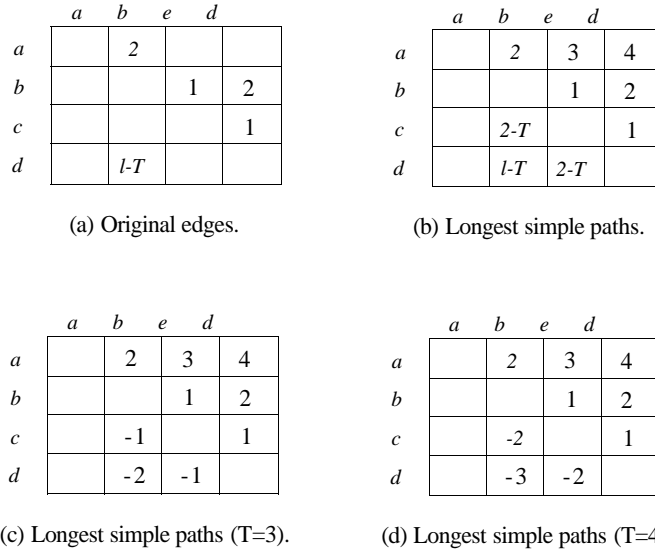 a b e d
a 2
b 1 2
c 1
d l-T
(a) Original edges.
a b e d
a 2 3 4
b 1 2
c 2-T 1
d l-T 2-T
(b) Longest simple paths.
a b e d
a 2 3 4
b 1 2
c -1 1
d -2 -1
(c) Longest simple paths (T=3).
a b e d
a 2 3 4
b 1 2
c -2 1
d -3 -2
(d) Longest simple paths (T=4